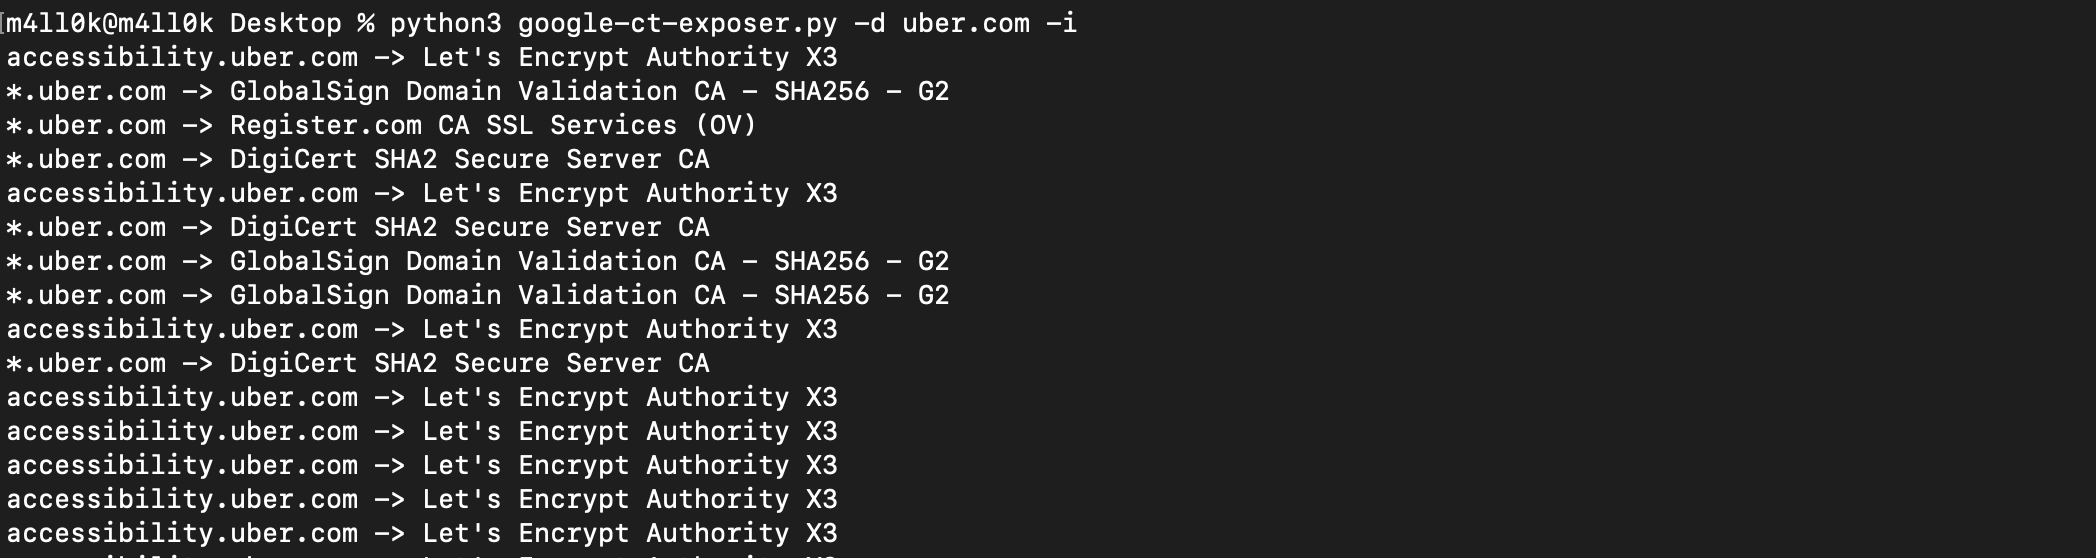 m4ll0k@m4ll0k Desktop % python3 google-ct-exposer.py -d uber.com -i
accessibility.uber.com -> Let's Encrypt Authority X3
*.uber.com -> GlobalSign Domain Validation CA - SHA256 - G2
*.uber.com -> Register.com CA SSL Services (OV)
*.uber.com -> DigiCert SHA2 Secure Server CA
accessibility.uber.com -> Let's Encrypt Authority X3
*.uber.com -> DigiCert SHA2 Secure Server CA
*.uber.com -> GlobalSign Domain Validation CA - SHA256 - G2
*.uber.com -> GlobalSign Domain Validation CA - SHA256 - G2
accessibility.uber.com -> Let's Encrypt Authority X3
*.uber.com -> DigiCert SHA2 Secure Server CA
accessibility.uber.com -> Let's Encrypt Authority X3
accessibility.uber.com -> Let's Encrypt Authority X3
accessibility.uber.com -> Let's Encrypt Authority X3
accessibility.uber.com -> Let's Encrypt Authority X3
accessibility.uber.com -> Let's Encrypt Authority X3